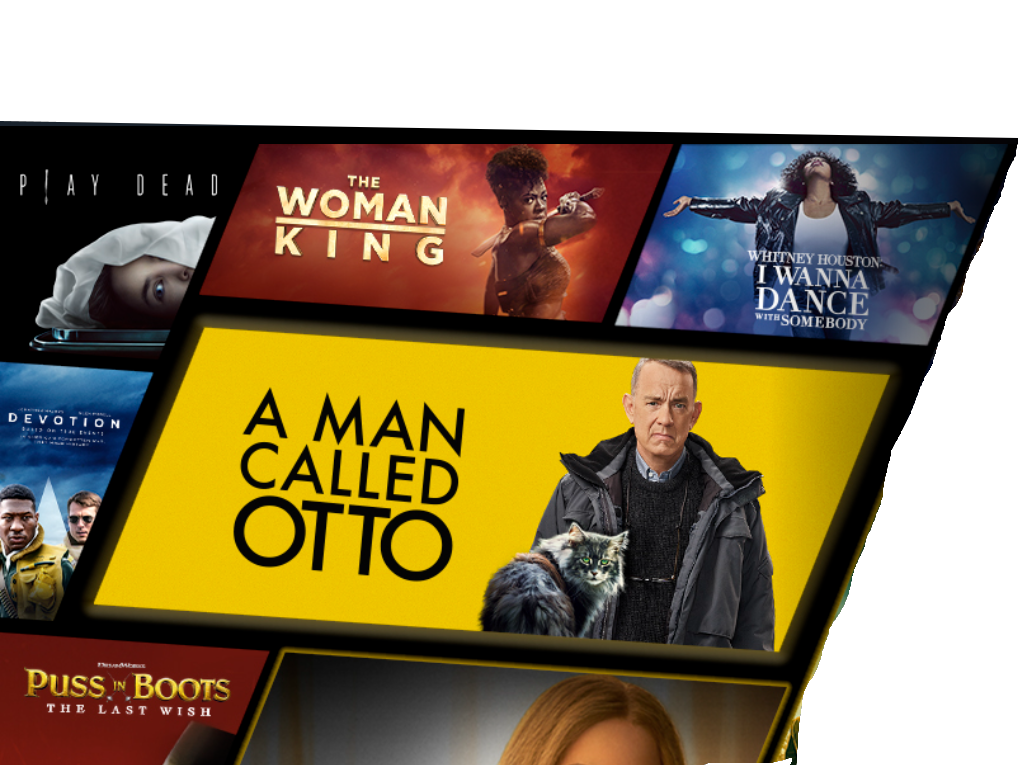 PLAY DEAD
THE
WOMAN
KING
WHITNEY HOUSTON:
I WANNA
DANCE
WITH SOMEBODY
DEVOTION
A MAN
CALLED
OTTO
DREAMWORKS
PUSS IN BOOTS
THE LAST WISH